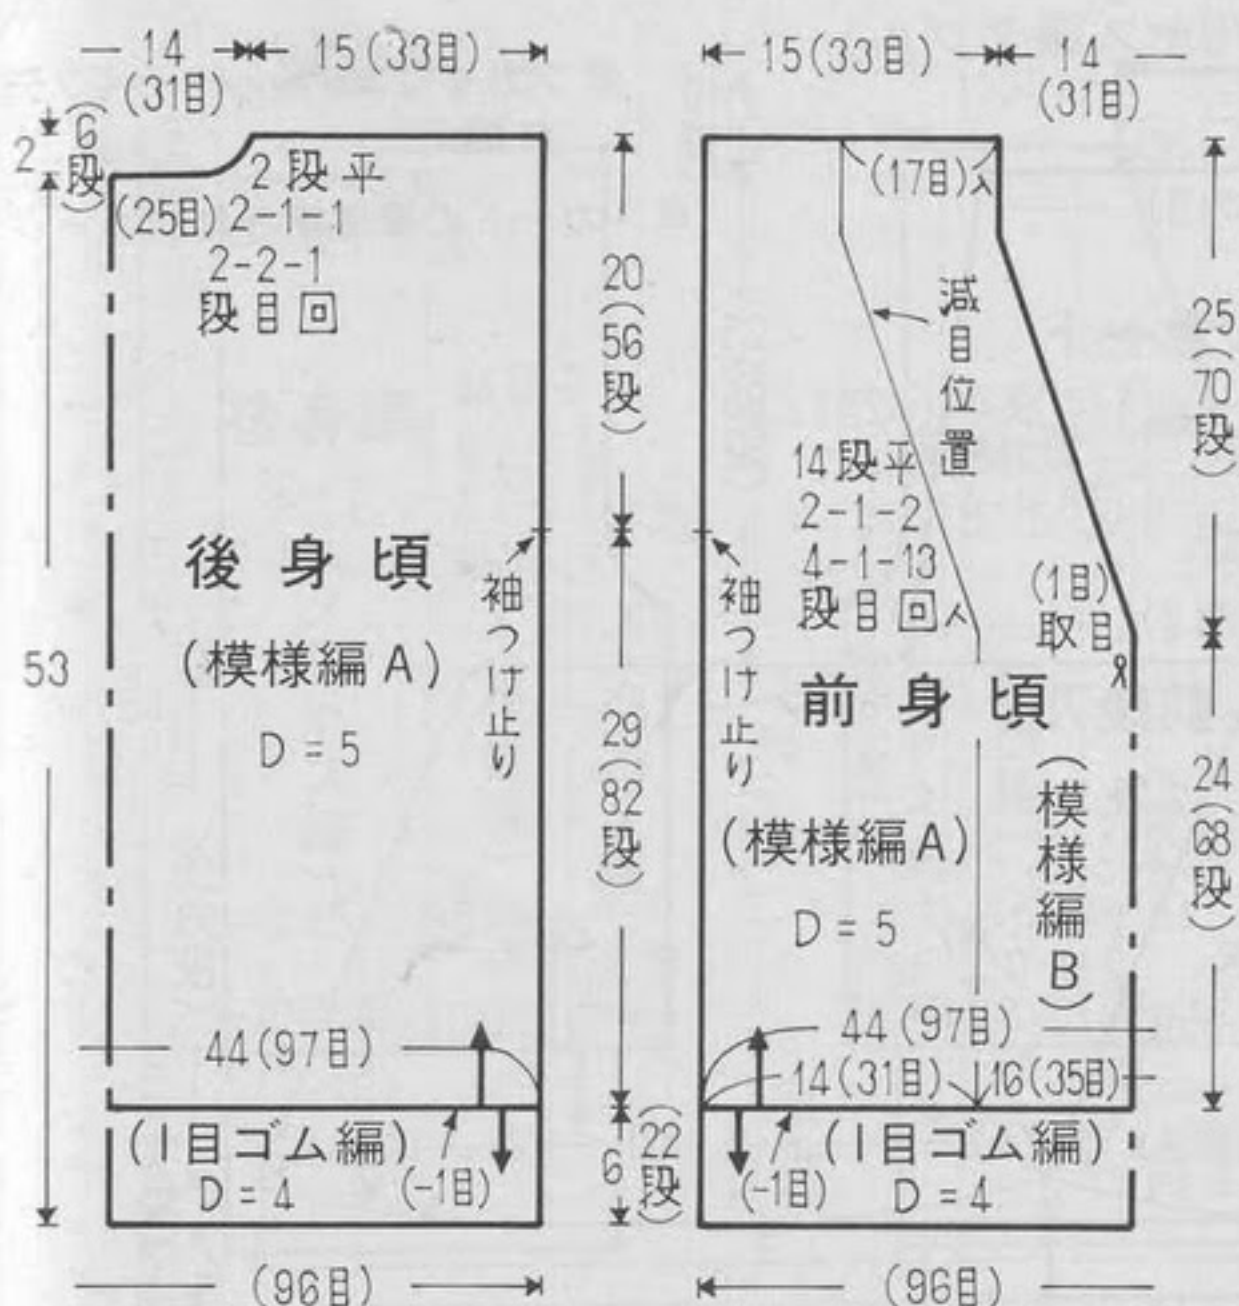 14
(31目)
15(33目)
2(6段)
2段平
(25目) 2-1-1
2-2-1
段目回
20(56段)
後身頃
(模様編A)
D=5
袖つけ止り
53
29(82段)
44(97目)
(1目ゴム編)
D=4
(-1目)
6(22段)
(96目)
15(33目)
14
(31目)
(17目)入
減目位置
25(70段)
14段平
2-1-2
4-1-13
段目回人
(1目)
取目
袖つけ止り
前身頃
(模様編A)
D=5
(模様編B)
24(68段)
44(97目)
14(31目)
16(35目)
(1目ゴム編)
(-1目)
D=4
(96目)